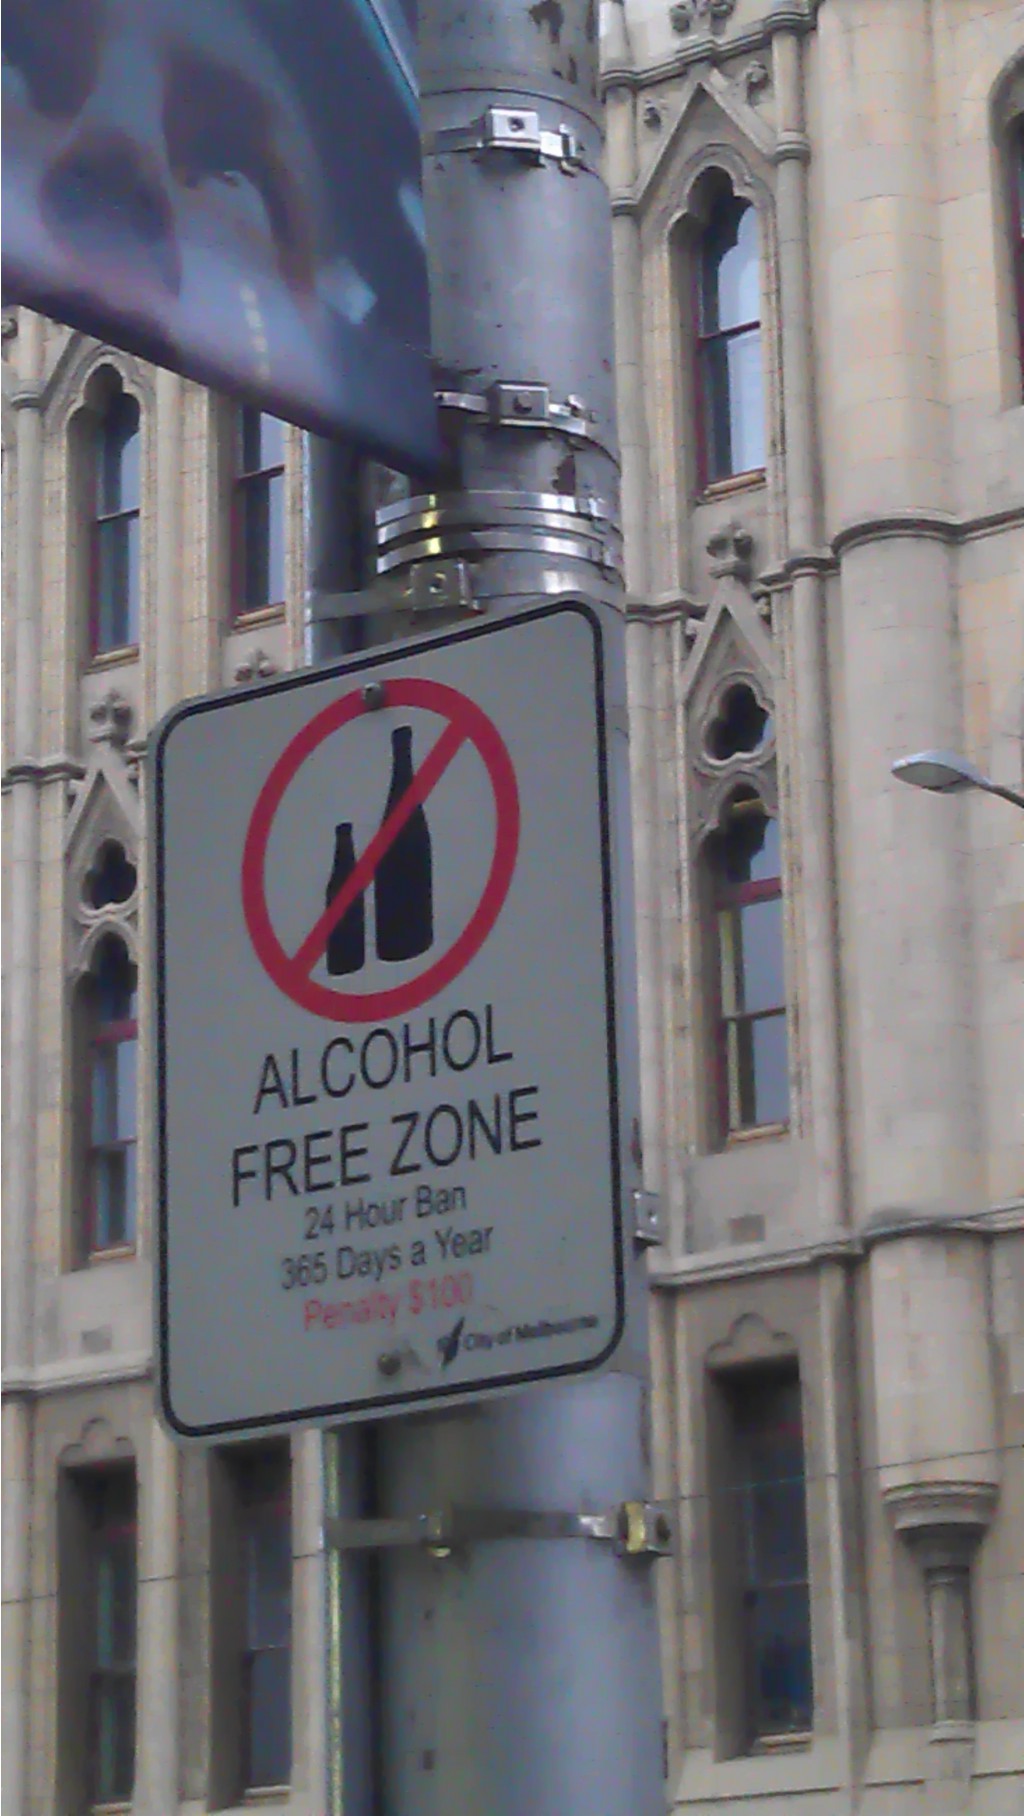 ALCOHOL
FREE ZONE
24 Hour Ban
365 Days a Year
Penalty $100
City of Melbourne